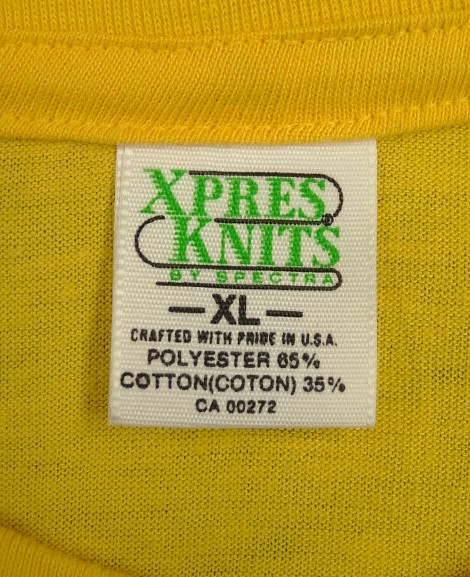 XPRES®
KNITS
BY SPECTRA
—XL—
CRAFTED WITH PRIDE IN U.S.A.
POLYESTER 65%
COTTON(COTON) 35%
CA 00272